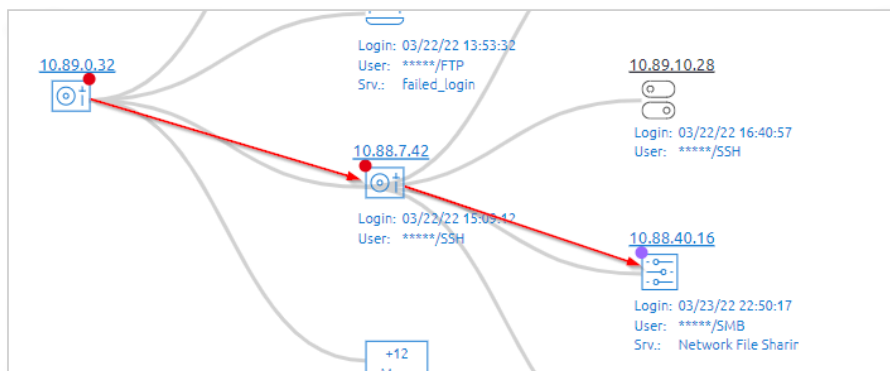 10.89.0.32
Login: 03/22/22 13:53:32
User: *****/FTP
Srv.: failed_login
10.89.10.28
Login: 03/22/22 16:40:57
User: *****/SSH
10.88.7.42
Login: 03/22/22 15:09:12
User: *****/SSH
10.88.40.16
Login: 03/23/22 22:50:17
User: *****/SMB
Srv.: Network File Sharin
+12